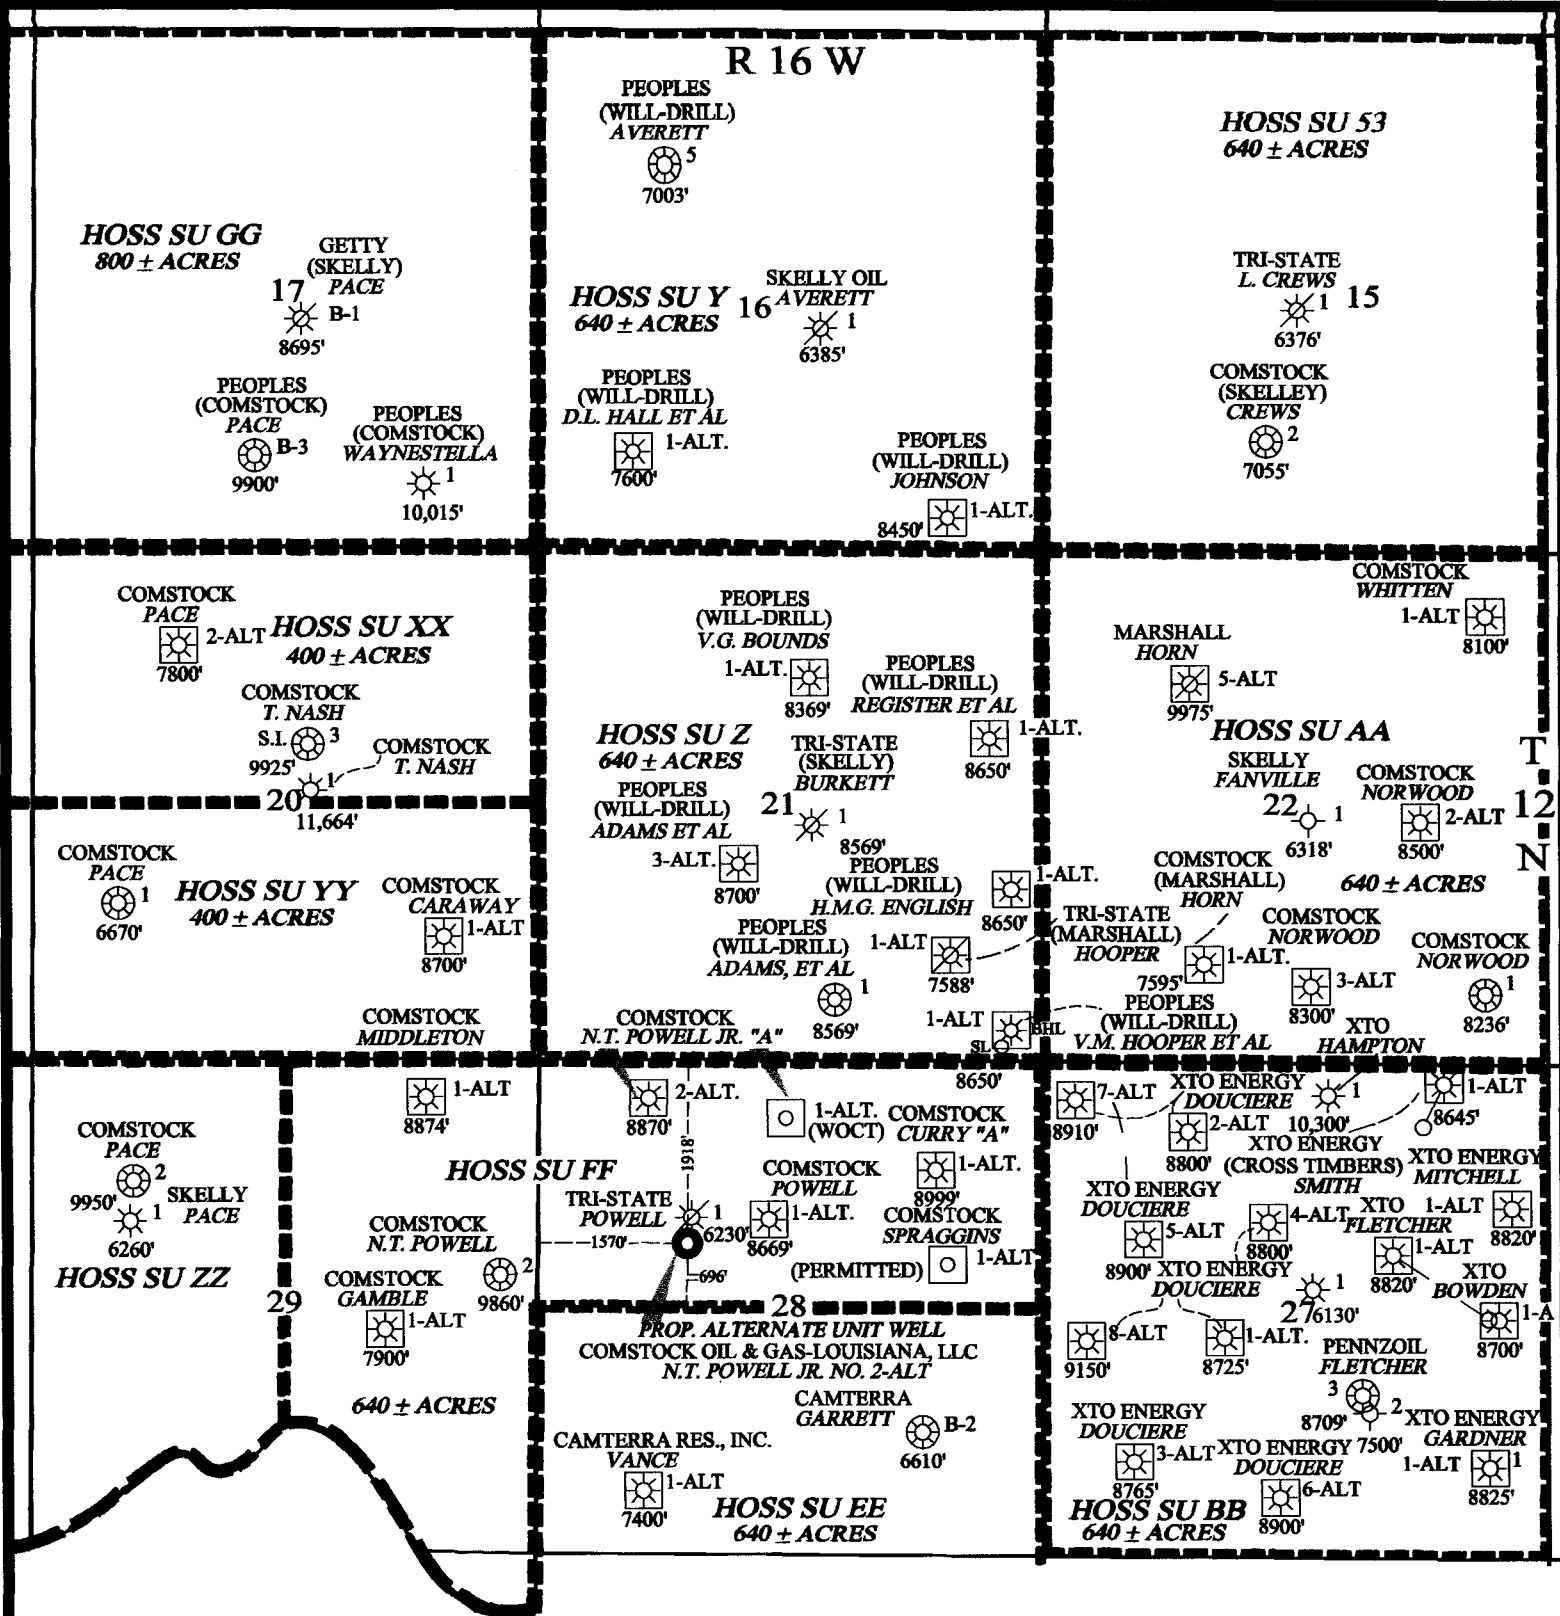 R 16 W
PEOPLES
(WILL-DRILL)
AVERETT
5
7003'
HOSS SU 53
640 ± ACRES
HOSS SU GG
800 ± ACRES
GETTY
(SKELLY)
PACE
17
B-1
8695'
HOSS SU Y
640 ± ACRES
16
SKELLY OIL
AVERETT
1
6385'
TRI-STATE
L. CREWS
1
15
6376'
PEOPLES
(COMSTOCK)
PACE
B-3
9900'
PEOPLES
(COMSTOCK)
WAYNESTELLA
1
10,015'
PEOPLES
(WILL-DRILL)
D.L. HALL ET AL
1-ALT.
7600'
PEOPLES
(WILL-DRILL)
JOHNSON
1-ALT.
8450'
COMSTOCK
(SKELLEY)
CREWS
2
7055'
COMSTOCK
PACE
2-ALT
7800'
HOSS SU XX
400 ± ACRES
COMSTOCK
T. NASH
S.I.
3
9925'
COMSTOCK
T. NASH
1
20
11,664'
PEOPLES
(WILL-DRILL)
V.G. BOUNDS
1-ALT.
8369'
PEOPLES
(WILL-DRILL)
REGISTER ET AL
1-ALT.
8650'
HOSS SU Z
640 ± ACRES
TRI-STATE
(SKELLY)
BURKETT
21
1
8569'
PEOPLES
(WILL-DRILL)
ADAMS ET AL
3-ALT.
8700'
PEOPLES
(WILL-DRILL)
H.M.G. ENGLISH
1-ALT.
8650'
PEOPLES
(WILL-DRILL)
ADAMS, ET AL
1
8569'
1-ALT
7588'
TRI-STATE
(MARSHALL)
HOOPER
1-ALT
BHL
SL
8650'
PEOPLES
(WILL-DRILL)
V.M. HOOPER ET AL
COMSTOCK
WHITTEN
1-ALT
8100'
MARSHALL
HORN
5-ALT
9975'
HOSS SU AA
SKELLY
FANVILLE
22
1
6318'
COMSTOCK
NORWOOD
2-ALT
8500'
640 ± ACRES
T
12
N
COMSTOCK
(MARSHALL)
HORN
1-ALT.
7595'
COMSTOCK
NORWOOD
3-ALT
8300'
COMSTOCK
NORWOOD
1
8236'
XTO
HAMPTON
COMSTOCK
PACE
1
6670'
HOSS SU YY
400 ± ACRES
COMSTOCK
CARAWAY
1-ALT
8700'
COMSTOCK
MIDDLETON
1-ALT
8874'
COMSTOCK
N.T. POWELL JR. "A"
2-ALT.
8870'
1918'
1-ALT.
(WOCT)
COMSTOCK
CURRY "A"
1-ALT.
8999'
COMSTOCK
PACE
2
9950'
SKELLY
PACE
1
6260'
HOSS SU ZZ
29
HOSS SU FF
TRI-STATE
POWELL
1
6230'
COMSTOCK
POWELL
1-ALT.
8669'
COMSTOCK
SPRAGGINS
(PERMITTED)
1-ALT
1570'
696'
28
COMSTOCK
N.T. POWELL
2
9860'
COMSTOCK
GAMBLE
1-ALT
7900'
640 ± ACRES
PROP. ALTERNATE UNIT WELL
COMSTOCK OIL & GAS-LOUISIANA, LLC
N.T. POWELL JR. NO. 2-ALT
CAMTERRA
GARRETT
B-2
6610'
CAMTERRA RES., INC.
VANCE
1-ALT
7400'
HOSS SU EE
640 ± ACRES
7-ALT
8910'
XTO ENERGY
DOUCIERE
2-ALT
8800'
1
10,300'
1-ALT
8645'
XTO ENERGY
(CROSS TIMBERS)
SMITH
XTO ENERGY
MITCHELL
1-ALT
8820'
XTO ENERGY
DOUCIERE
5-ALT
8900'
4-ALT
8800'
XTO
FLETCHER
1-ALT
8820'
XTO ENERGY
DOUCIERE
1
27
6130'
XTO
BOWDEN
1-A
8700'
8-ALT
9150'
1-ALT.
8725'
PENNZOIL
FLETCHER
3
8709'
2
7500'
XTO ENERGY
DOUCIERE
3-ALT
8765'
XTO ENERGY
DOUCIERE
6-ALT
8900'
XTO ENERGY
GARDNER
1-ALT
1
8825'
HOSS SU BB
640 ± ACRES